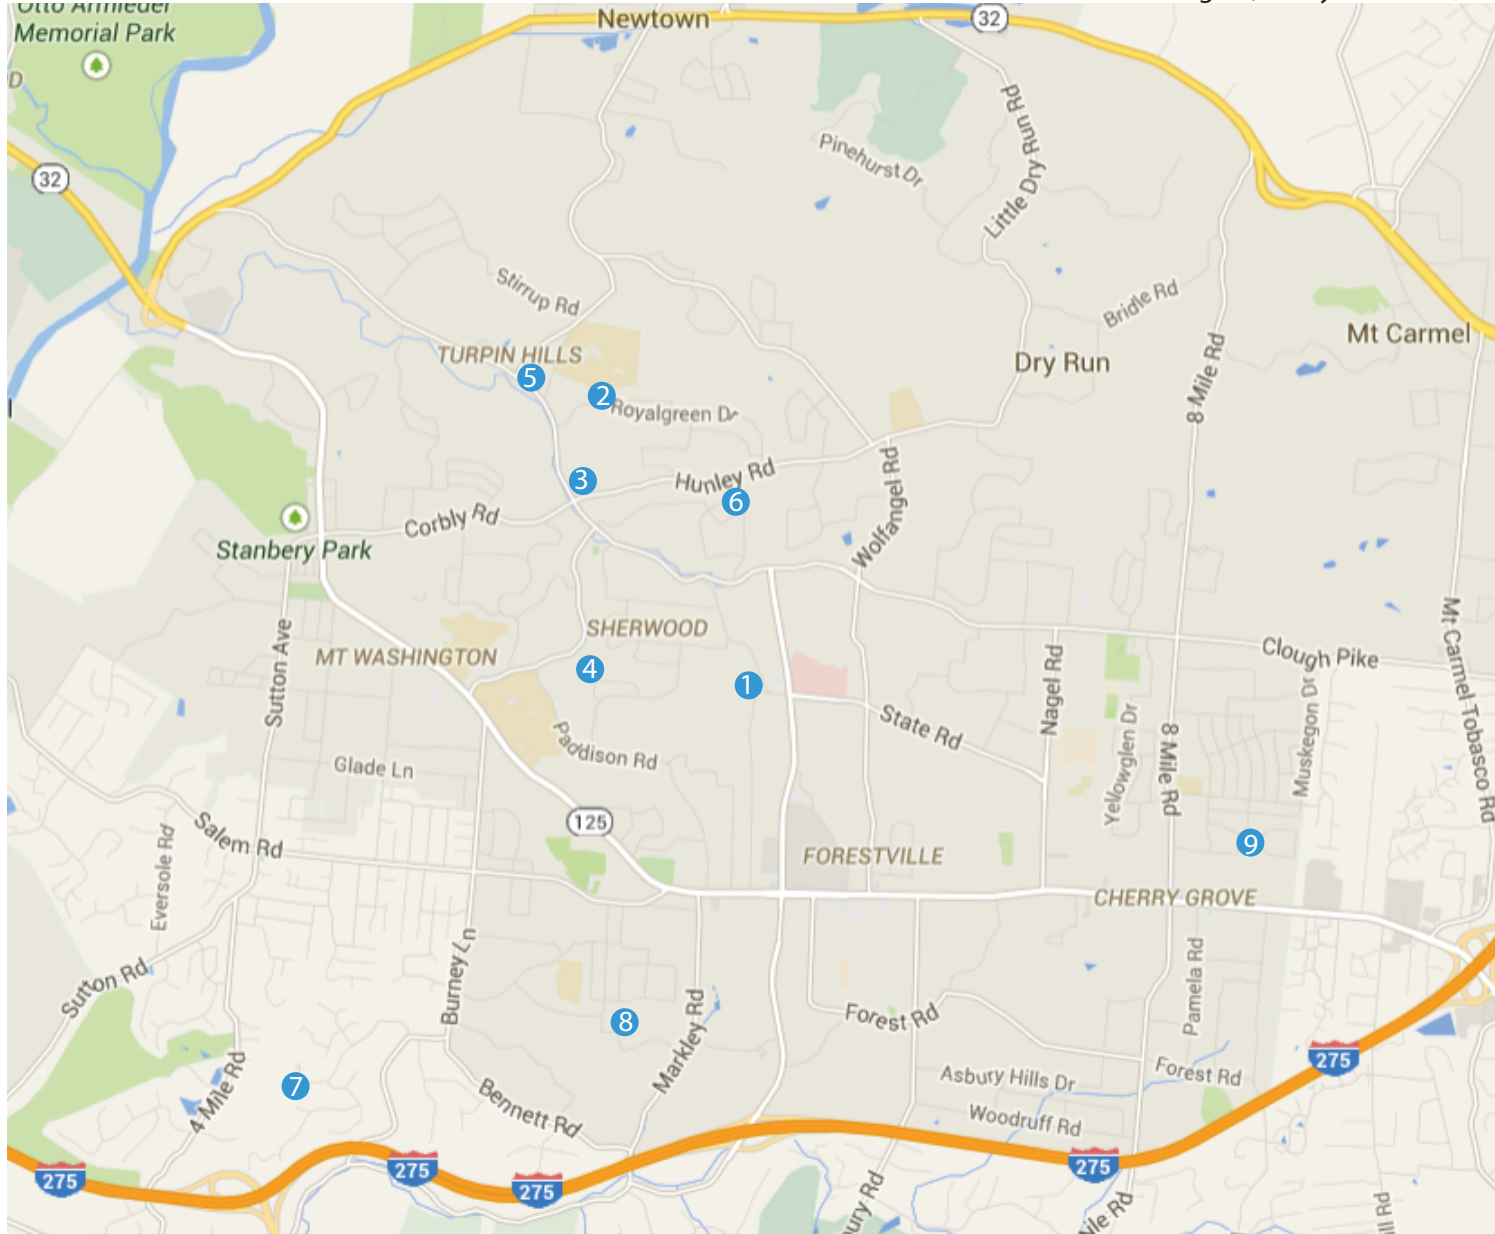 Otto Armleder
Memorial Park
Newtown
32
32
Little Dry Run Rd
Pinehurst Dr
Stirrup Rd
Bridle Rd
Mt Carmel
TURPIN HILLS
Dry Run
8 Mile Rd
5
2
Royalgreen Dr
3
Hunley Rd
6
Wolfangel Rd
Corbly Rd
Stanbery Park
SHERWOOD
MT WASHINGTON
Sutton Ave
Clough Pike
Mt Carmel Tobasco Rd
4
1
Nagel Rd
State Rd
Yellowglen Dr
8 Mile Rd
Muskegon Dr
Paddison Rd
Glade Ln
125
Salem Rd
Eversole Rd
FORESTVILLE
9
CHERRY GROVE
Sutton Rd
Burney Ln
Pamela Rd
8
Markley Rd
Forest Rd
7
4 Mile Rd
Bennett Rd
Asbury Hills Dr
Forest Rd
275
Woodruff Rd
275
275
275
275